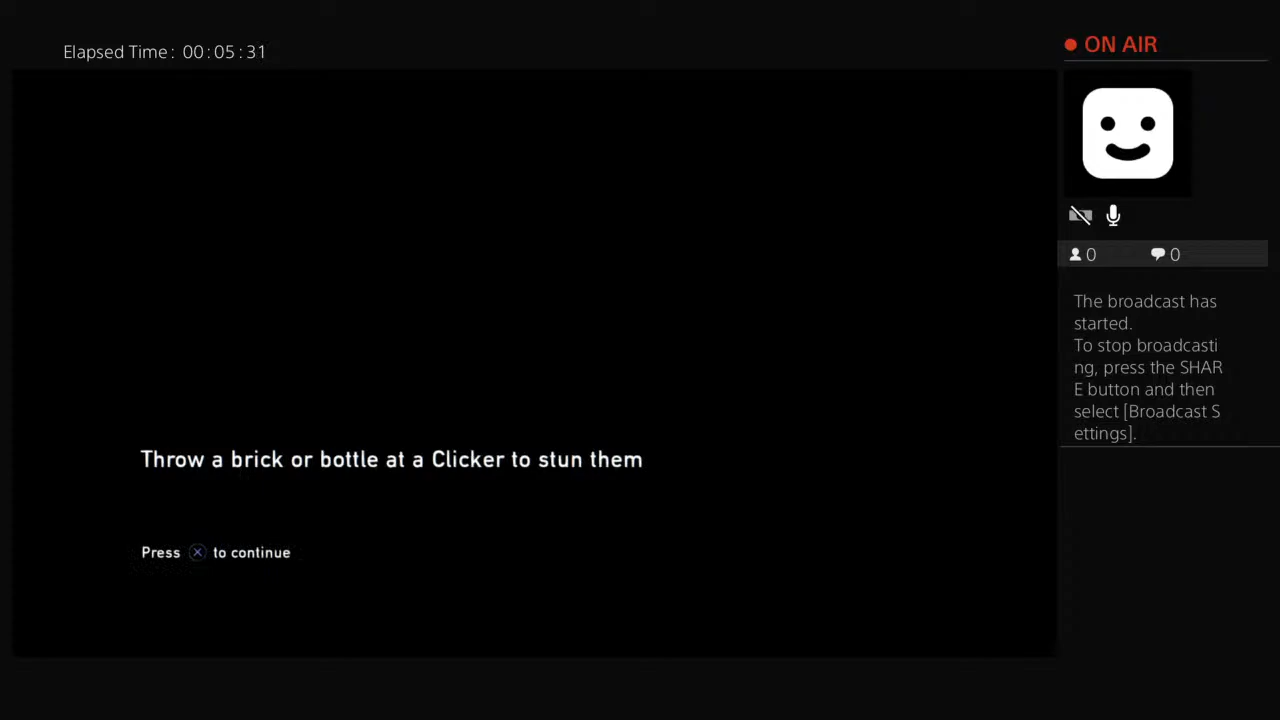 Elapsed Time: 00:05:31
ON AIR
0 0
The broadcast has
started.
To stop broadcasti
ng, press the SHAR
E button and then
select [Broadcast S
ettings].
Throw a brick or bottle at a Clicker to stun them
Press to continue